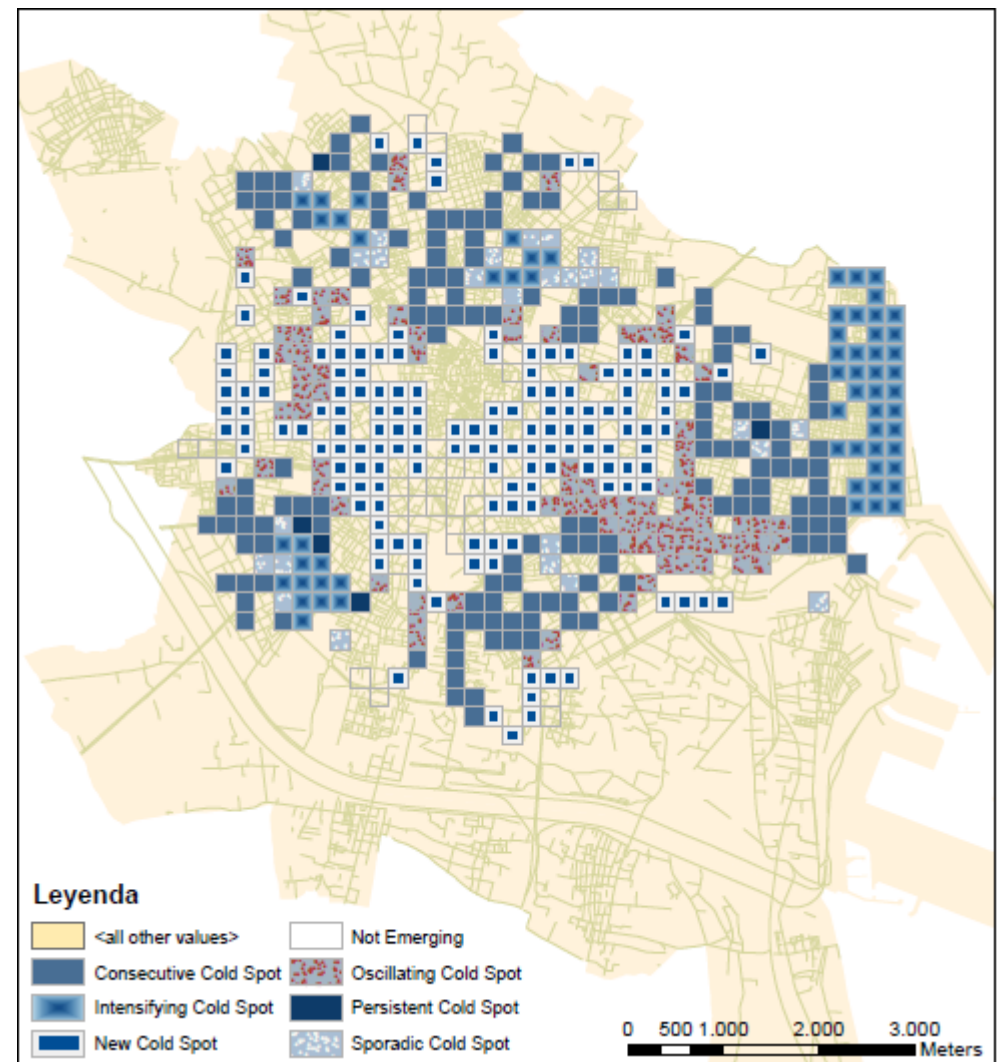 Leyenda
<all other values> Not Emerging
Consecutive Cold Spot Oscillating Cold Spot
Intensifying Cold Spot Persistent Cold Spot
New Cold Spot Sporadic Cold Spot
0 500 1.000 2.000 3.000
Meters